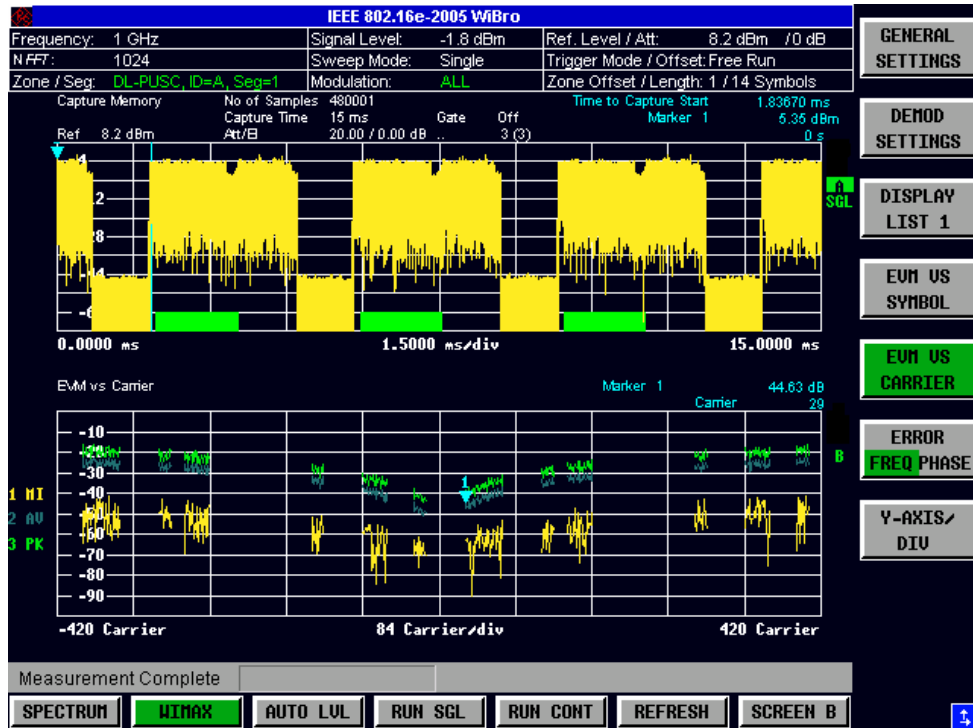 IEEE 802.16e-2005 WiBro
Frequency: 1 GHz Signal Level: -1.8 dBm Ref. Level / Att: 8.2 dBm /0 dB
N FFT: 1024 Sweep Mode: Single Trigger Mode / Offset: Free Run
Zone / Seg: DL-PUSC, ID=A, Seg=1 Modulation: ALL Zone Offset / Length: 1 / 14 Symbols
Capture Memory No of Samples 480001 Time to Capture Start 1.83670 ms
Capture Time 15 ms Gate Off Marker 1 5.35 dBm
Ref 8.2 dBm Att/El 20.00 / 0.00 dB .. 3 (3) 0 s
A
SGL
0.0000 ms 1.5000 ms/div 15.0000 ms
EVM vs Carrier Marker 1 44.63 dB
Carrier 29
-10
-20
-30
-40
-50
-60
-70
-80
-90
1
B
1 MI
2 AV
3 PK
-420 Carrier 84 Carrier/div 420 Carrier
Measurement Complete
SPECTRUM WIMAX AUTO LVL RUN SGL RUN CONT REFRESH SCREEN B
GENERAL
SETTINGS
DEMOD
SETTINGS
DISPLAY
LIST 1
EVM VS
SYMBOL
EVM VS
CARRIER
ERROR
FREQ PHASE
Y-AXIS/
DIV